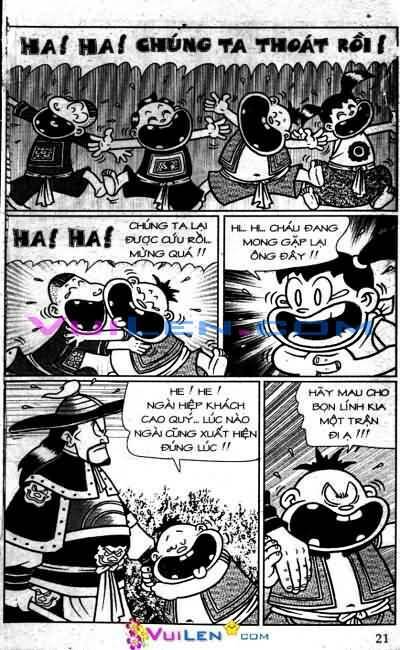 HA! HA! CHÚNG TA THOÁT RỒI!
HA! HA!
CHÚNG TA LẠI
ĐƯỢC CỨU RỒI...
MỪNG QUÁ !!
HI.. HI.. CHÁU ĐANG
MONG GẶP LẠI
ÔNG ĐÂY !!
VUILEN.COM
HE ! HE !
NGÀI HIỆP KHÁCH
CAO QUÝ... LÚC NÀO
NGÀI CŨNG XUẤT HIỆN
ĐÚNG LÚC !!
HÃY MAU CHO
BỌN LÍNH KIA
MỘT TRẬN
ĐI Ạ !!!
21
VUILEN.COM